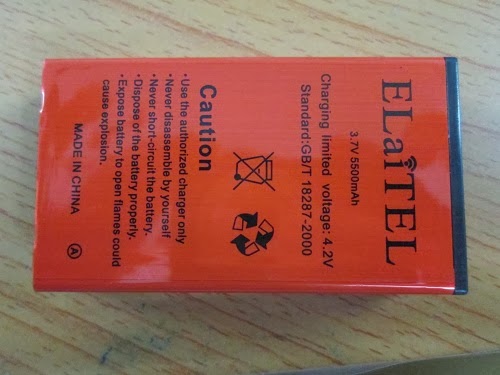 ELaiTEL
3.7V 5500mAh
Charging limited voltage: 4.2V
Standard:GB/T 18287-2000
Caution
•Use the authorized charger only
•Never disassemble by yourself
•Never short-circuit the battery.
•Dispose of the battery properly.
•Expose battery to open flames could
cause explosion.
MADE IN CHINA
A